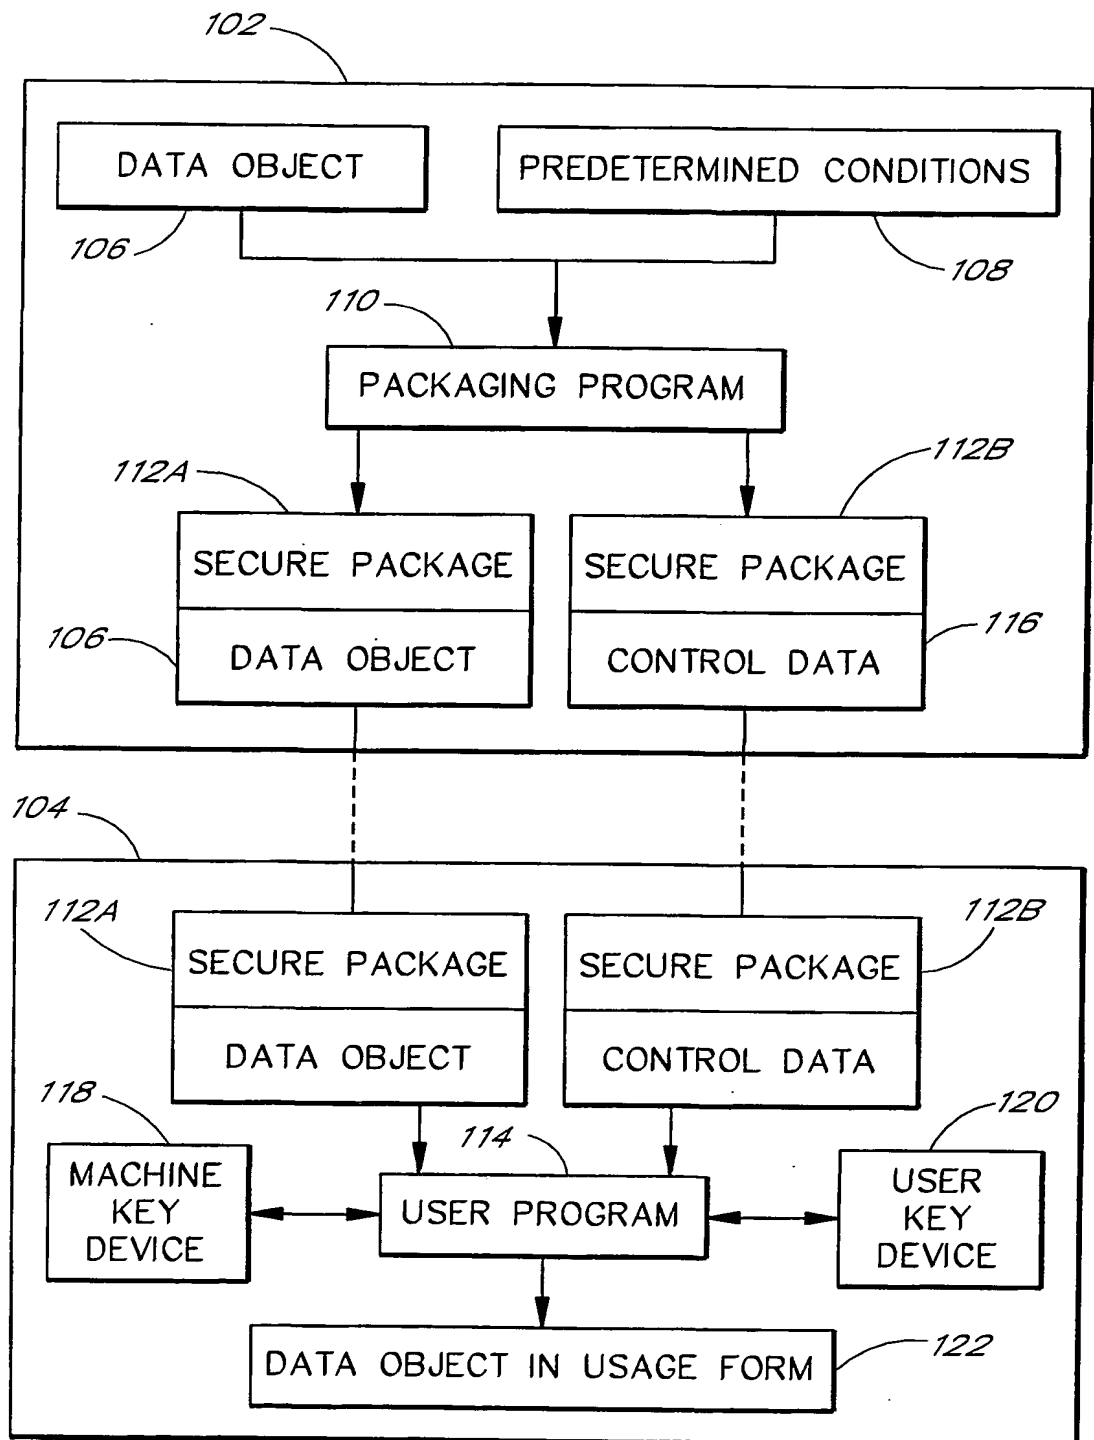 102
DATA OBJECT
PREDETERMINED CONDITIONS
106
108
110
PACKAGING PROGRAM
112A
112B
SECURE PACKAGE
SECURE PACKAGE
106
DATA OBJECT
CONTROL DATA
116
104
112A
112B
SECURE PACKAGE
SECURE PACKAGE
DATA OBJECT
CONTROL DATA
118
114
120
MACHINE
KEY
DEVICE
USER PROGRAM
USER
KEY
DEVICE
DATA OBJECT IN USAGE FORM
122